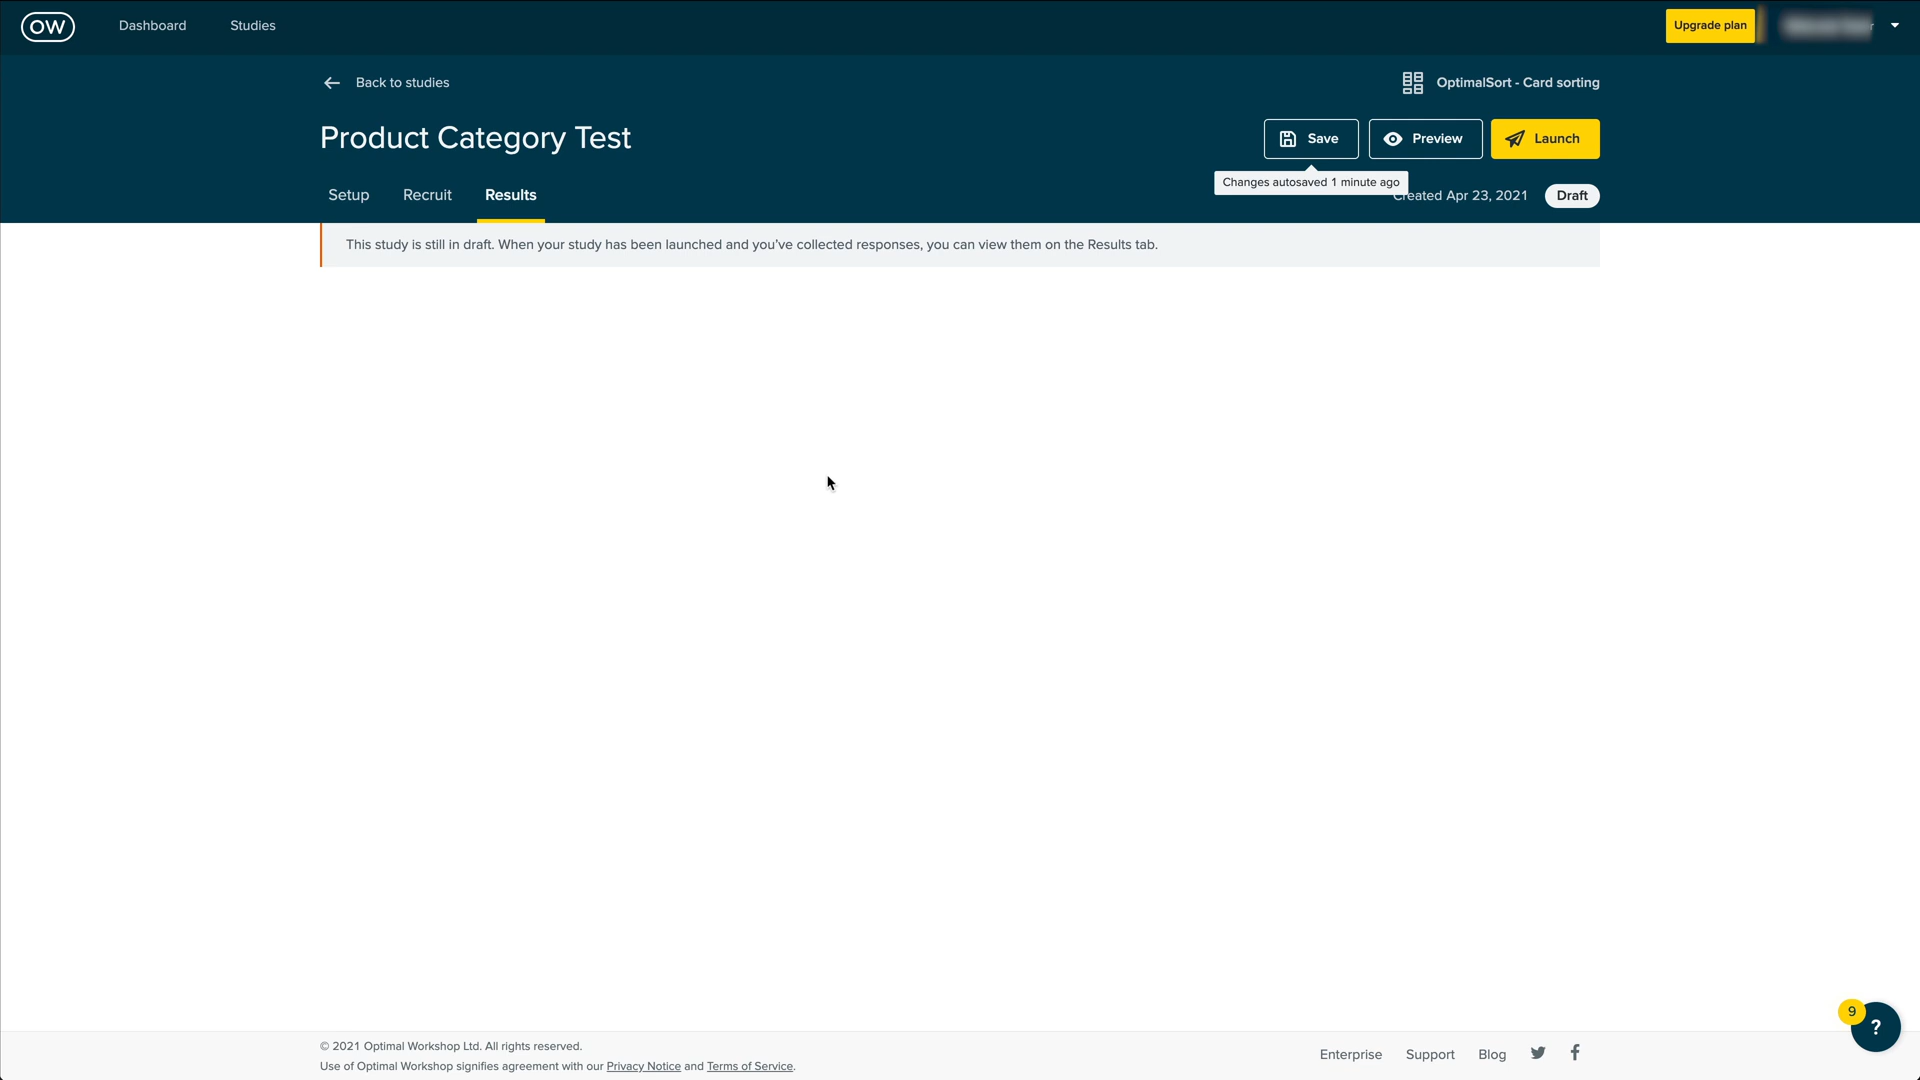 OW
Dashboard
Studies
Upgrade plan
Back to studies
OptimalSort - Card sorting
Product Category Test
Save
Preview
Launch
Changes autosaved 1 minute ago
Setup
Recruit
Results
Created Apr 23, 2021
Draft
This study is still in draft. When your study has been launched and you've collected responses, you can view them on the Results tab.
9
?
© 2021 Optimal Workshop Ltd. All rights reserved.
Use of Optimal Workshop signifies agreement with our Privacy Notice and Terms of Service.
Enterprise
Support
Blog